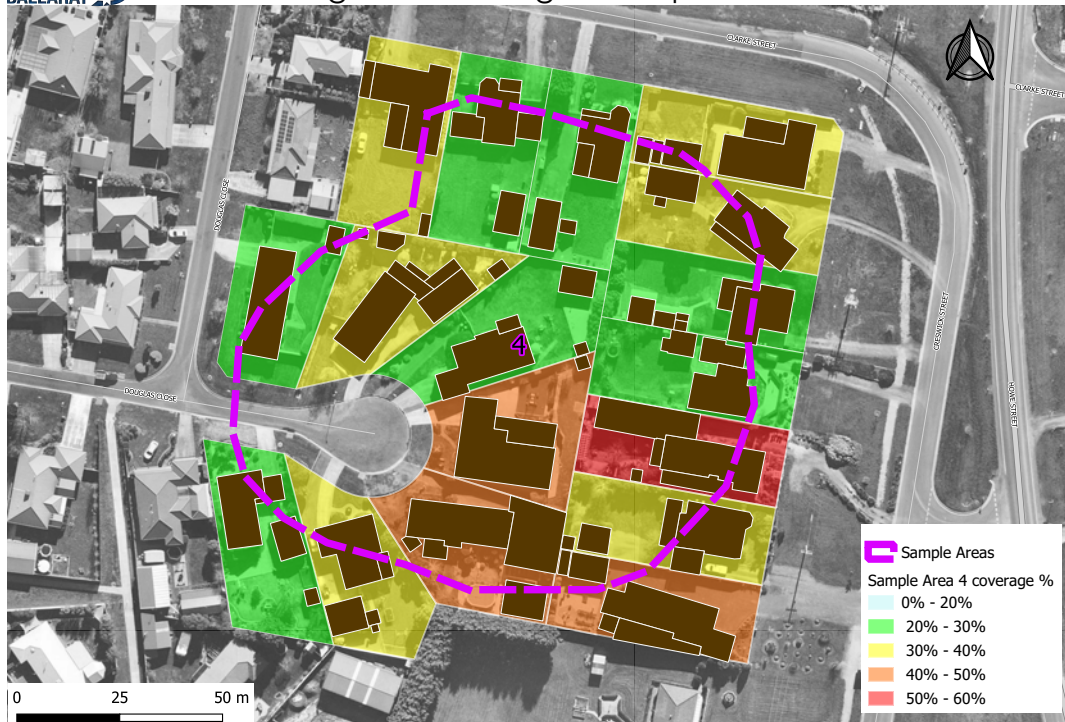 CLARKE STREET
CLARKE STREET
DOUGLAS CLOSE
4
CRESWICK STREET
HOWE STREET
DOUGLAS CLOSE
Sample Areas
Sample Area 4 coverage %
0% - 20%
20% - 30%
30% - 40%
40% - 50%
50% - 60%
0 25 50 m